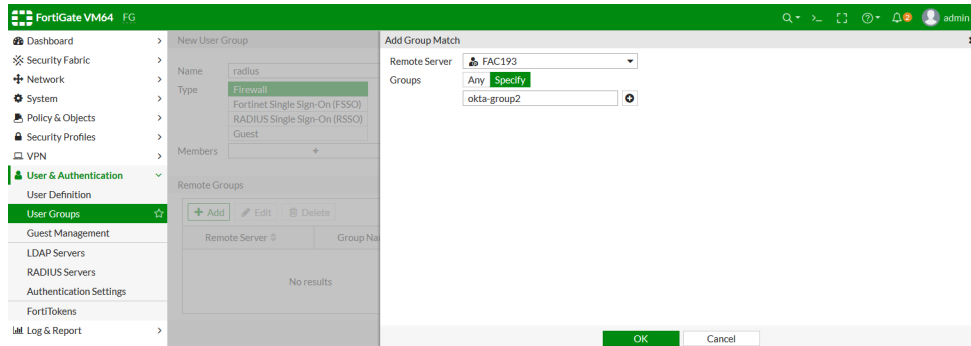 FortiGate VM64 FG
2 admin
Dashboard
Security Fabric
Network
System
Policy & Objects
Security Profiles
VPN
User & Authentication
User Definition
User Groups
Guest Management
LDAP Servers
RADIUS Servers
Authentication Settings
FortiTokens
Log & Report
New User Group
Name radius
Type Firewall
Fortinet Single Sign-On (FSSO)
RADIUS Single Sign-On (RSSO)
Guest
Members +
Remote Groups
+ Add Edit Delete
Remote Server Group Na
No results
Add Group Match
Remote Server FAC193
Groups Any Specify
okta-group2
OK Cancel